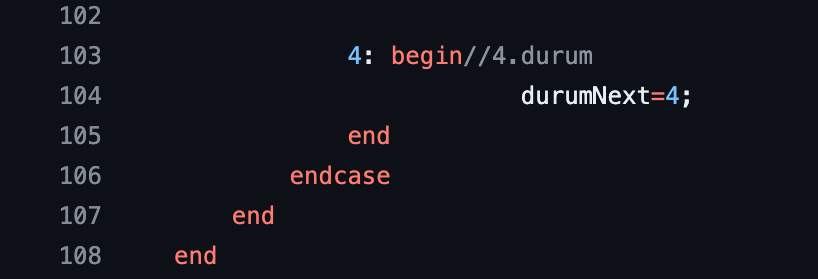 102
103 4: begin//4.durum
104 durumNext=4;
105 end
106 endcase
107 end
108 end